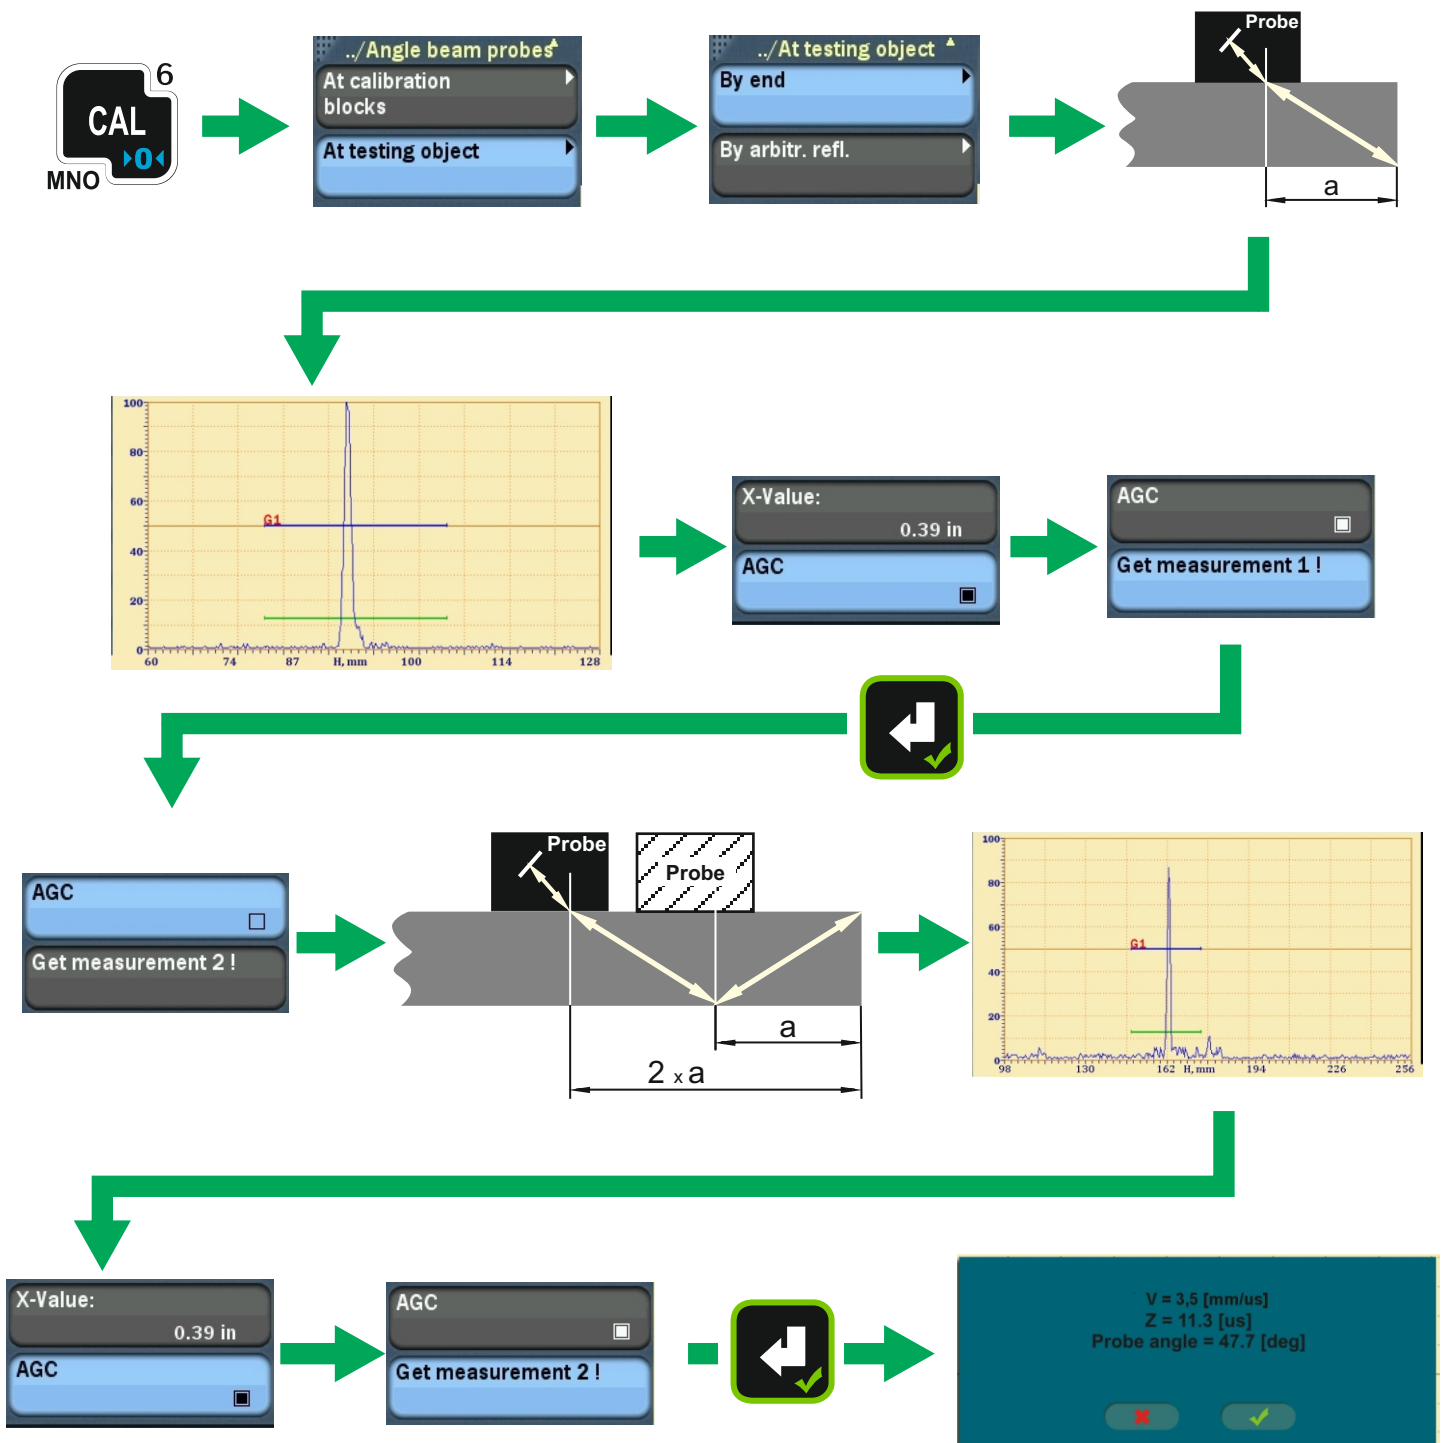 6
CAL
0
MNO
../Angle beam probes
At calibration
blocks
At testing object
../At testing object
By end
By arbitr. refl.
Probe
a
100
80
60
40
20
0
G1
60 74 87 H, mm 100 114 128
X-Value:
0.39 in
AGC
AGC
Get measurement 1 !
AGC
Get measurement 2 !
Probe
Probe
a
2 x a
100
80
60
40
20
0
G1
98 130 162 H, mm 194 226 256
X-Value:
0.39 in
AGC
AGC
Get measurement 2 !
V = 3,5 [mm/us]
Z = 11.3 [us]
Probe angle = 47.7 [deg]